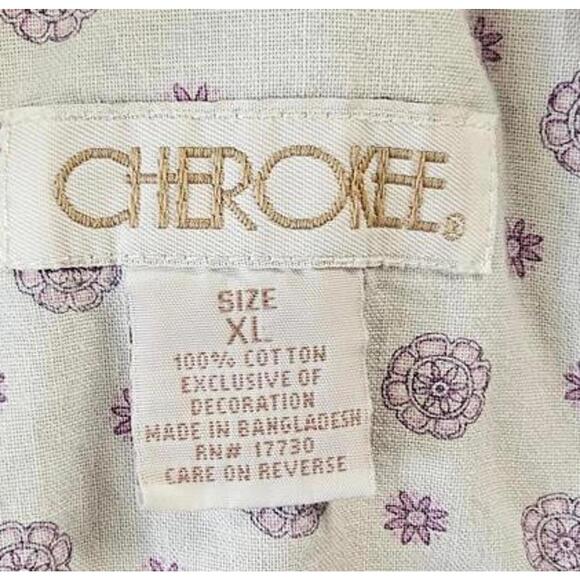 CHEROKEE®
SIZE
XL
100% COTTON
EXCLUSIVE OF
DECORATION
MADE IN BANGLADESH
RN# 17730
CARE ON REVERSE